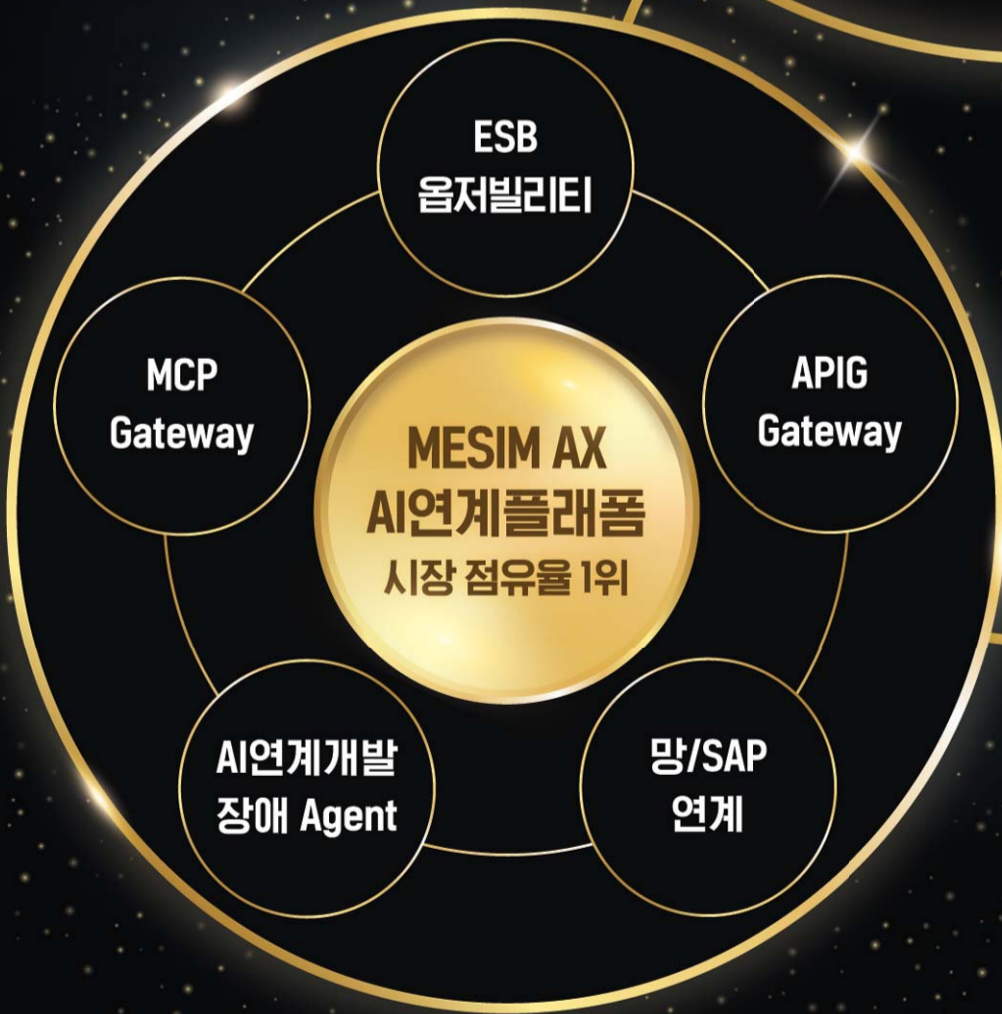 ESB
옵저빌리티
MCP
Gateway
APIG
Gateway
MESIM AX
AI연계플래폼
시장 점유율 1위
AI연계개발
장애 Agent
망/SAP
연계